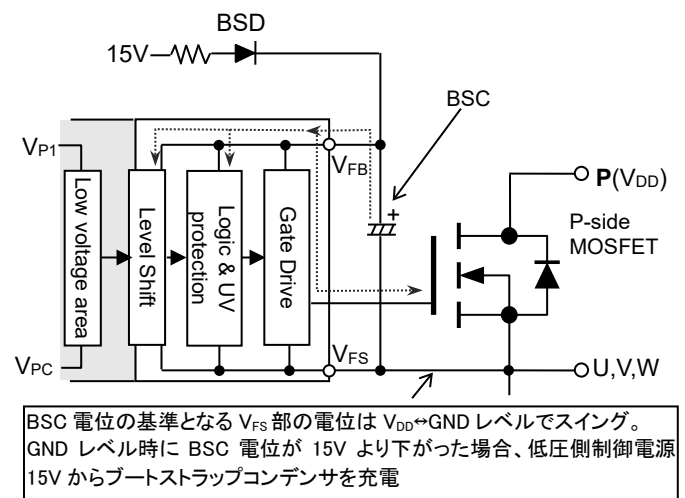 BSD
15V
BSC
VP1
VFB
P(VDD)
P-side
MOSFET
Low voltage area
Level Shift
Logic & UV
protection
Gate Drive
+
VPC
VFS
U,V,W
BSC 電位の基準となる VFS 部の電位は VDD⇔GND レベルでスイング。
GND レベル時に BSC 電位が 15V より下がった場合、低圧側制御電源
15V からブートストラップコンデンサを充電